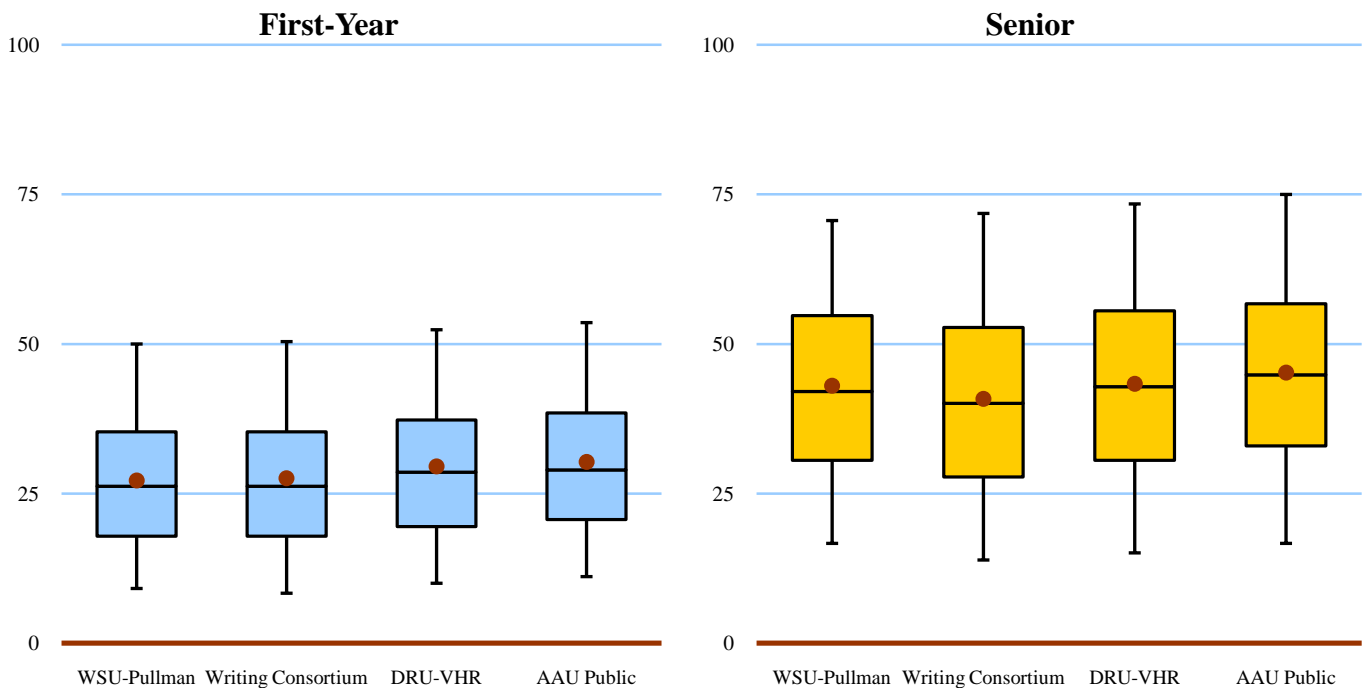 First-Year
100
75
50
25
0
WSU-Pullman Writing Consortium DRU-VHR AAU Public
Senior
100
75
50
25
0
WSU-Pullman Writing Consortium DRU-VHR AAU Public